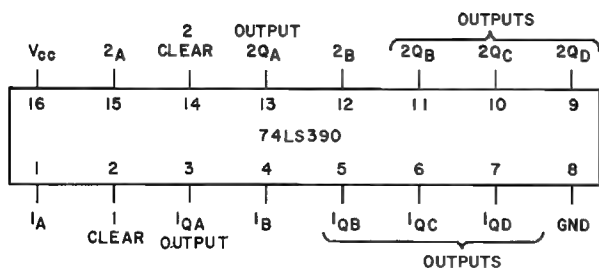 2 OUTPUT OUTPUTS
VCC 2A CLEAR 2QA 2B 2QB 2QC 2QD
16 15 14 13 12 11 10 9
74LS390
1 2 3 4 5 6 7 8
1A 1 1QA 1B 1QB 1QC 1QD GND
CLEAR OUTPUT
OUTPUTS